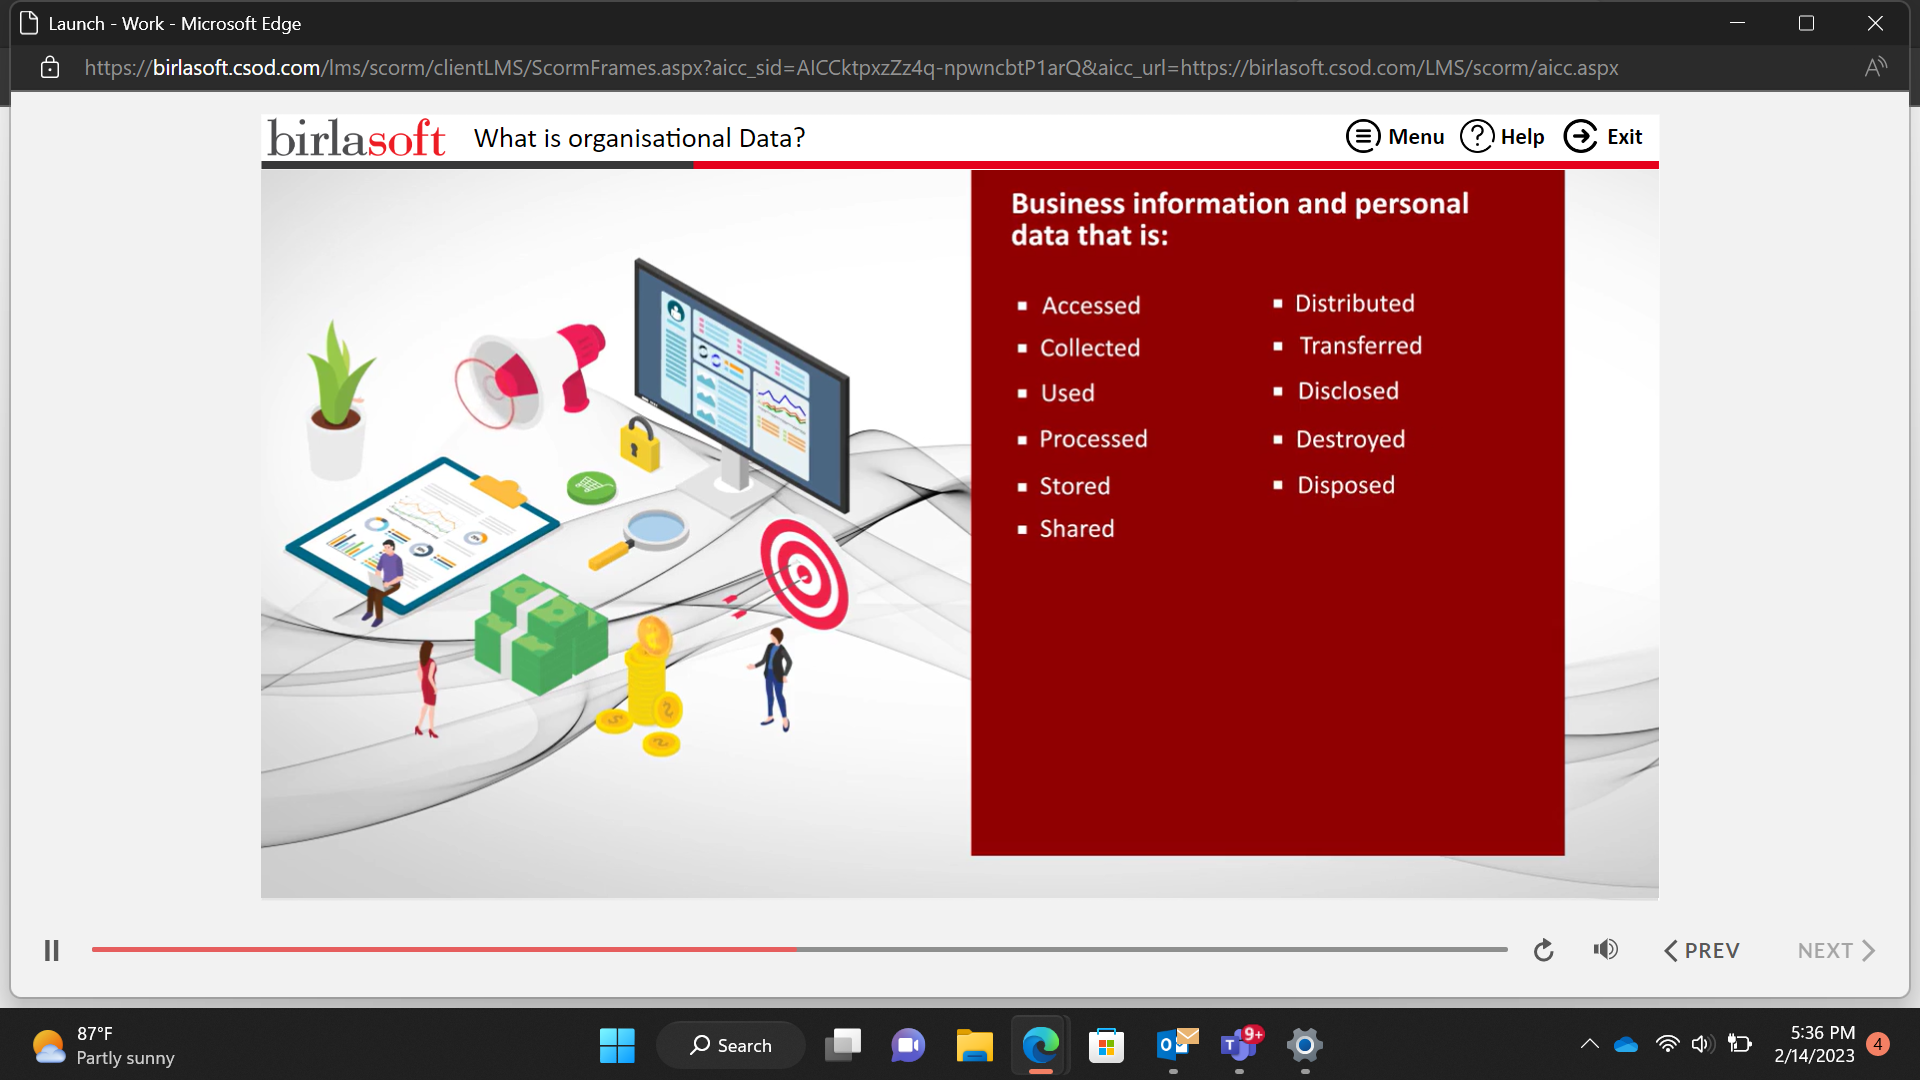 Launch - Work - Microsoft Edge
https://birlasoft.csod.com/lms/scorm/clientLMS/ScormFrames.aspx?aicc_sid=AICCktpxzZz4q-npwncbtP1arQ&aicc_url=https://birlasoft.csod.com/LMS/scorm/aicc.aspx
birlasoft What is organisational Data? Menu ? Help Exit
Business information and personal
data that is:
▪ Accessed
▪ Collected
▪ Used
▪ Processed
▪ Stored
▪ Shared
▪ Distributed
▪ Transferred
▪ Disclosed
▪ Destroyed
▪ Disposed
PREV NEXT
87°F
Partly sunny
Search
9+
5:36 PM
2/14/2023
4